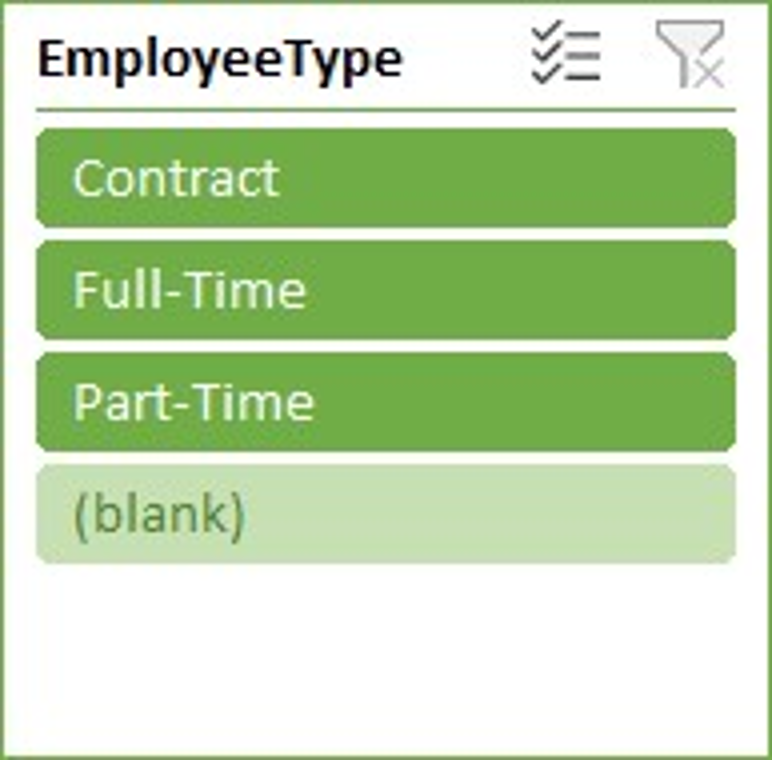 EmployeeType
Contract
Full-Time
Part-Time
(blank)